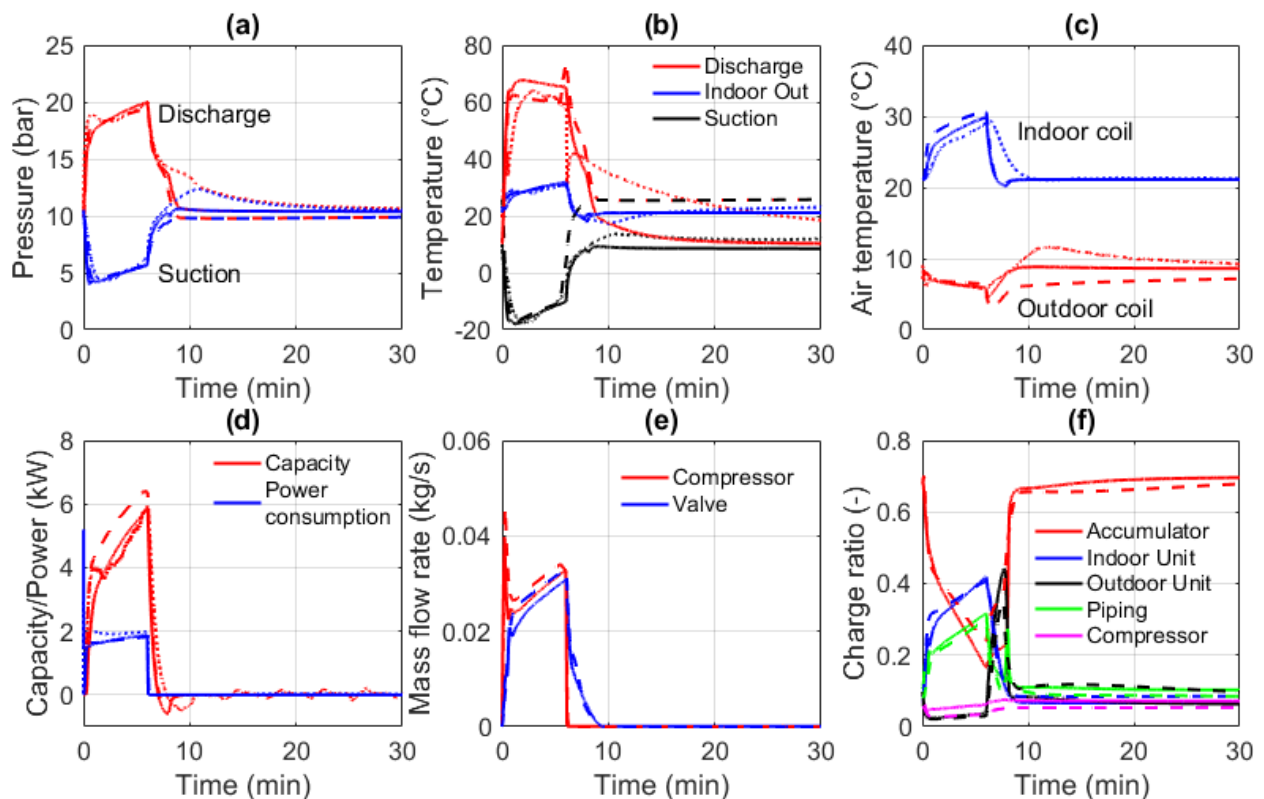 (a)
25
20
15
10
5
0
Pressure (bar)
Discharge
Suction
0
10
20
30
Time (min)
(b)
80
60
40
20
0
-20
Temperature (°C)
Discharge
Indoor Out
Suction
0
10
20
30
Time (min)
(c)
40
30
20
10
0
Air temperature (°C)
Indoor coil
Outdoor coil
0
10
20
30
Time (min)
(d)
8
6
4
2
0
Capacity/Power (kW)
Capacity
Power
consumption
0
10
20
30
Time (min)
(e)
0.06
0.04
0.02
0
Mass flow rate (kg/s)
Compressor
Valve
0
10
20
30
Time (min)
(f)
0.8
0.6
0.4
0.2
0
Charge ratio (-)
Accumulator
Indoor Unit
Outdoor Unit
Piping
Compressor
0
10
20
30
Time (min)